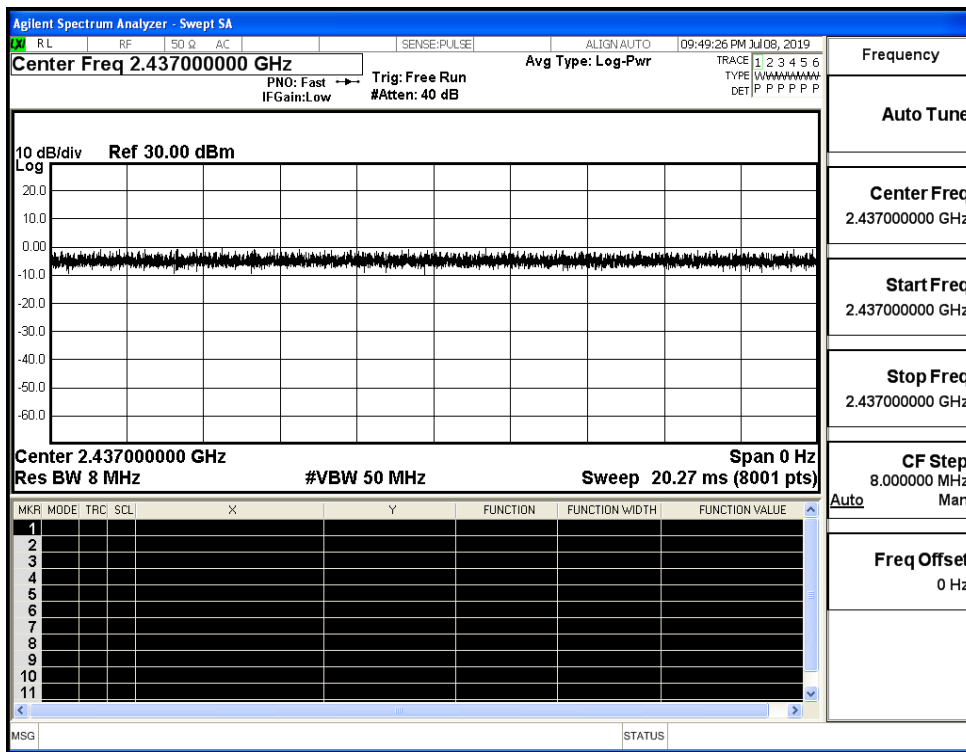 Agilent Spectrum Analyzer - Swept SA
LXI RL RF 50 Ω AC SENSE:PULSE ALIGN AUTO 09:49:26 PM Jul 08, 2019
Center Freq 2.437000000 GHz
PNO: Fast
IFGain:Low
Trig: Free Run
#Atten: 40 dB
Avg Type: Log-Pwr
TRACE 1 2 3 4 5 6
TYPE WWWWWW
DET P P P P P P
10 dB/div Ref 30.00 dBm
Log
20.0
10.0
0.00
-10.0
-20.0
-30.0
-40.0
-50.0
-60.0
Center 2.437000000 GHz Span 0 Hz
Res BW 8 MHz #VBW 50 MHz Sweep 20.27 ms (8001 pts)
MKR MODE TRC SCL X Y FUNCTION FUNCTION WIDTH FUNCTION VALUE
1
2
3
4
5
6
7
8
9
10
11
MSG STATUS
Frequency
Auto Tune
Center Freq
2.437000000 GHz
Start Freq
2.437000000 GHz
Stop Freq
2.437000000 GHz
CF Step
8.000000 MHz
Auto Man
Freq Offset
0 Hz